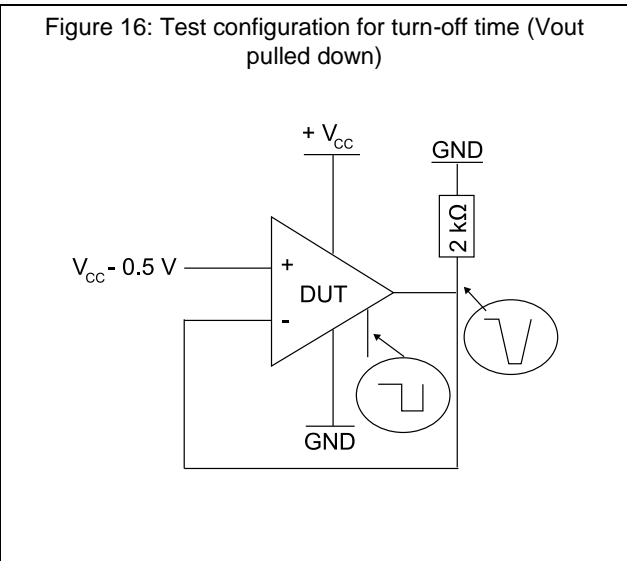 Figure 16: Test configuration for turn-off time (Vout
pulled down)
+ VCC
GND
2 kΩ
VCC - 0.5 V
+
DUT
-
GND